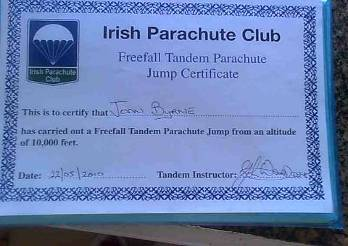 Irish Parachute Club
Irish Parachute
Club
Freefall Tandem Parachute
Jump Certificate
This is to certify that John Byrne
has carried out a Freefall Tandem Parachute Jump from an altitude
of 10,000 feet.
Date: 22/05/2010 Tandem Instructor: